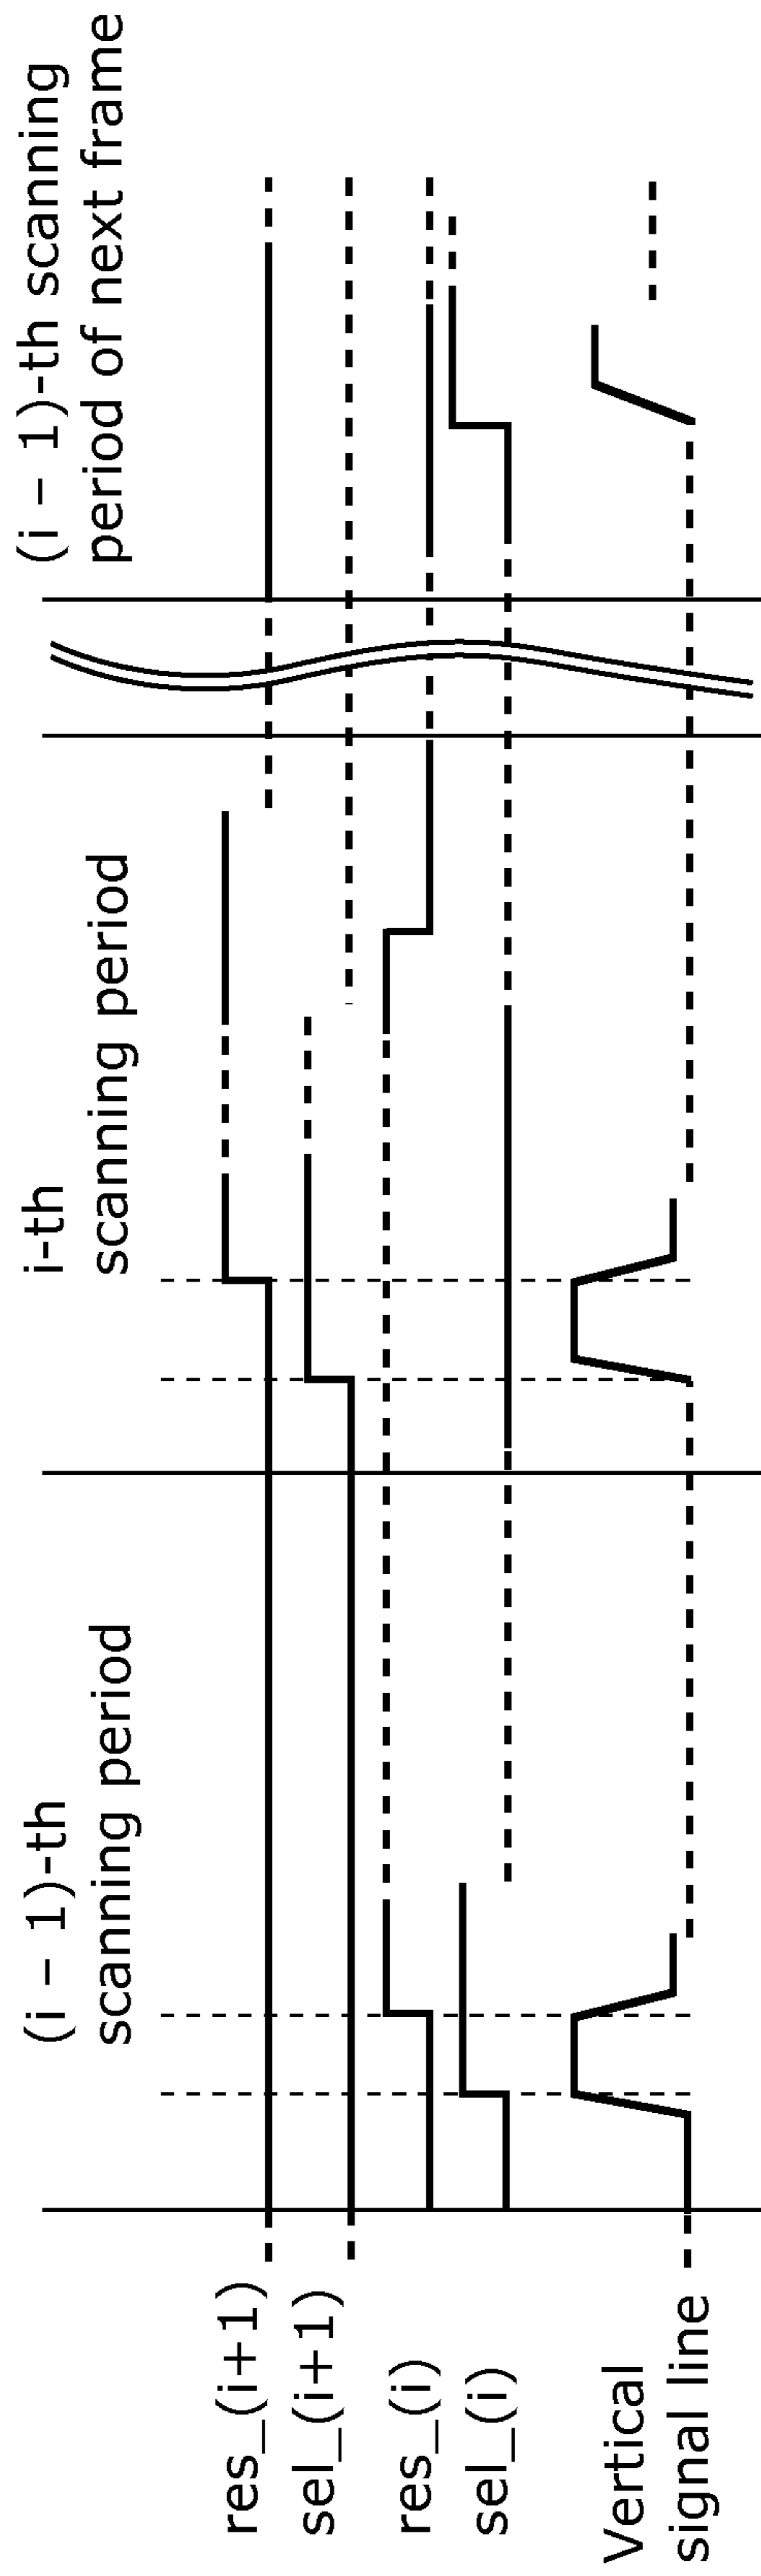 (i – 1)-th
scanning period
i-th
scanning period
(i – 1)-th scanning
period of next frame
res_(i+1)
sel_(i+1)
res_(i)
sel_(i)
Vertical
signal line